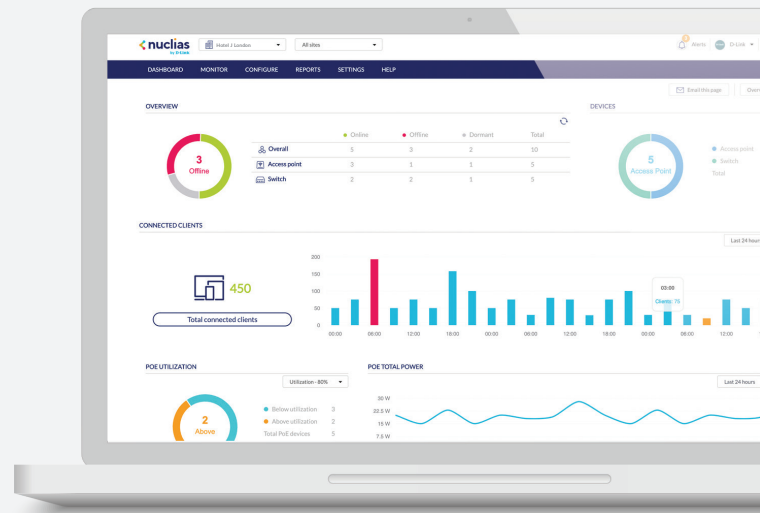 nuclias
by D-Link
Hotel J London
All sites
Alerts
D-Link
DASHBOARD MONITOR CONFIGURE REPORTS SETTINGS HELP
Email this page
OVERVIEW
DEVICES
Online Offline Dormant Total
Overall 5 3 2 10
Access point 3 1 1 5
Switch 2 2 1 5
3
Offline
5
Access Point
Access point
Switch
Total
CONNECTED CLIENTS
Last 24 hours
450
Total connected clients
200
150
100
50
0
03:00
Clients: 75
00:00 06:00 12:00 18:00 00:00 06:00 12:00 18:00 00:00 06:00 12:00
POE UTILIZATION
POE TOTAL POWER
Utilization - 80%
Last 24 hours
2
Above
Below utilization 3
Above utilization 2
Total PoE devices 5
30 W
22.5 W
15 W
7.5 W